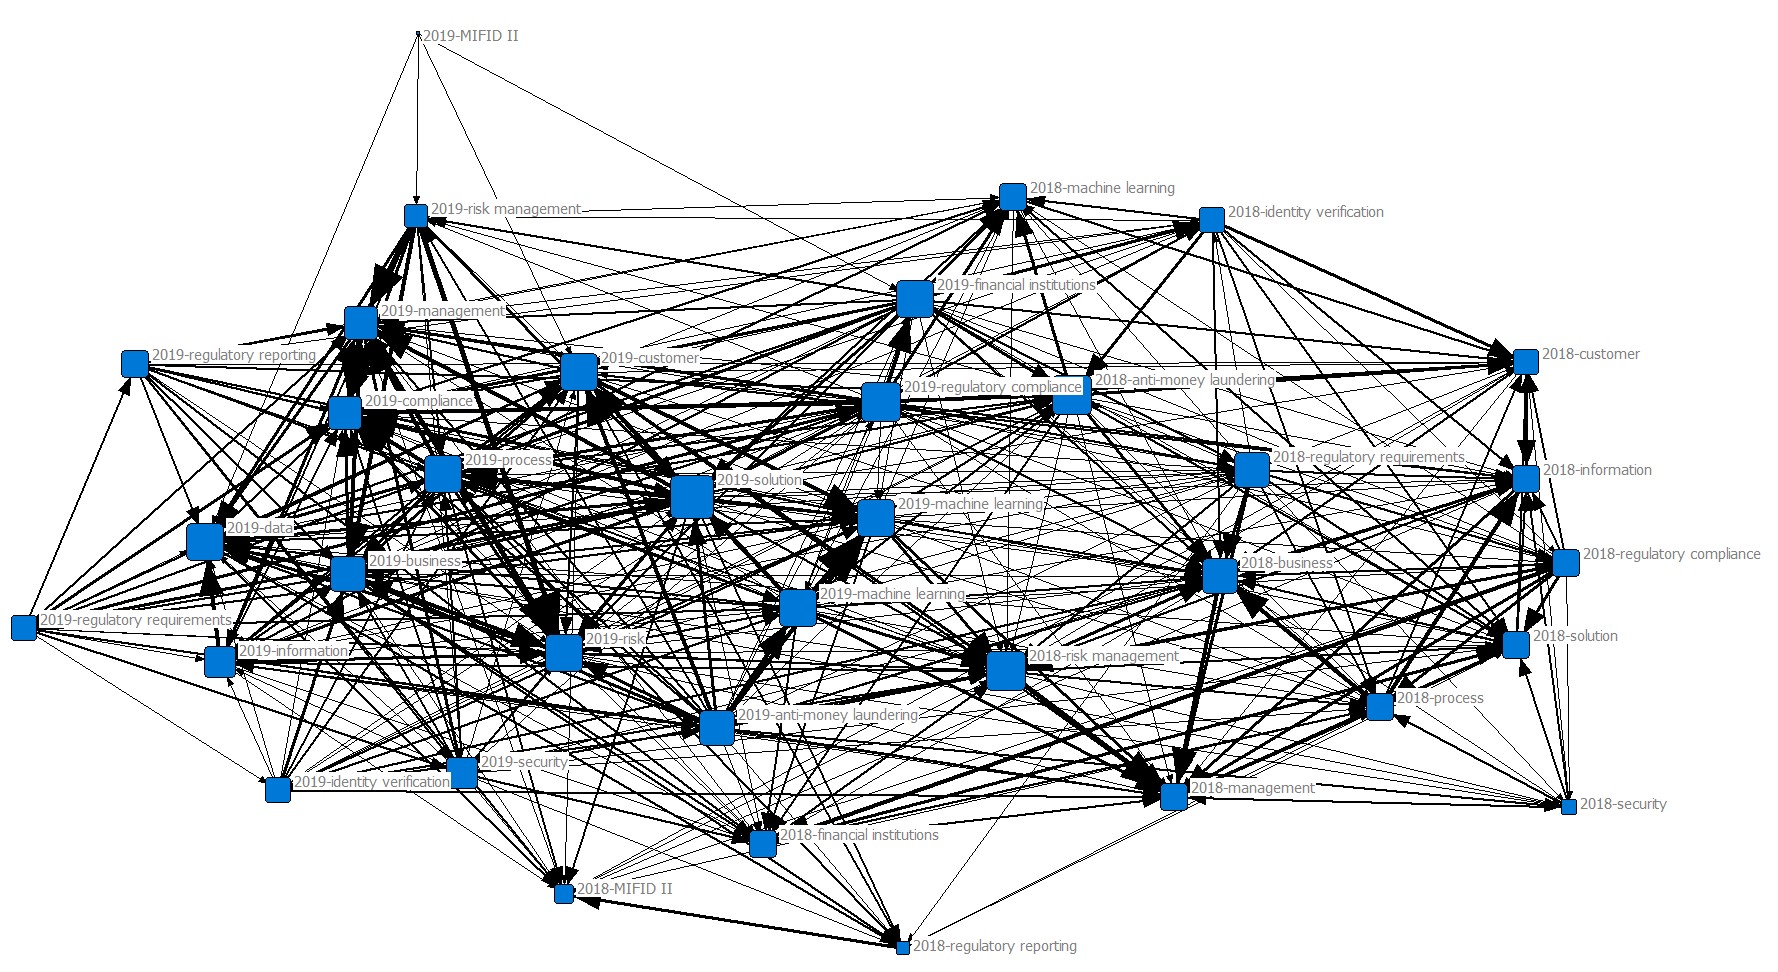 2019-MIFID II
2018-machine learning
2019-risk management
2018-identity verification
2019-financial institutions
2019-management
2019-regulatory reporting
2018-customer
2019-customer
2018-anti-money laundering
2019-regulatory compliance
2019-compliance
2018-regulatory requirements
2019-process
2018-information
2019-solution
2019-machine learning
2019-data
2018-regulatory compliance
2019-business
2018-business
2019-machine learning
2019-regulatory requirements
2018-solution
2019-risk
2019-information
2018-risk management
2018-process
2019-anti-money laundering
2019-security
2019-identity verification
2018-management
2018-security
2018-financial institutions
2018-MIFID II
2018-regulatory reporting